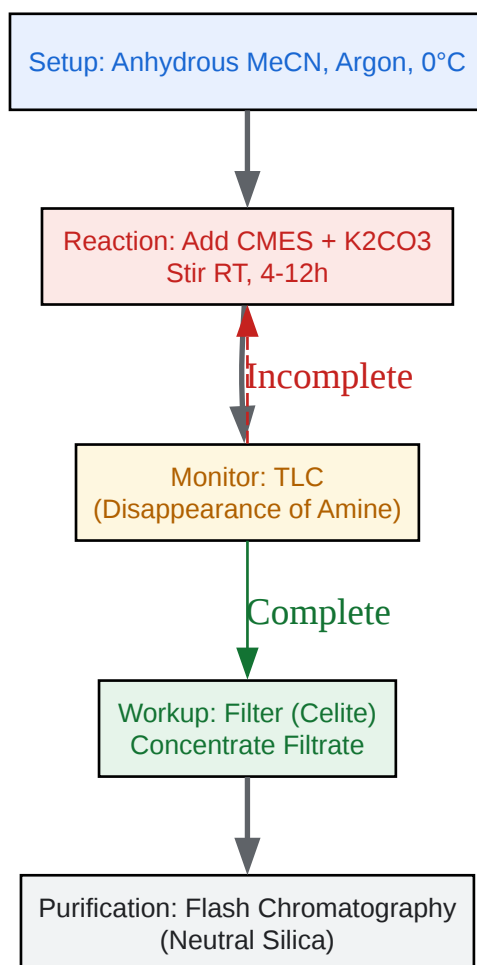 Setup: Anhydrous MeCN, Argon, 0°C
Reaction: Add CMES + K2CO3
Stir RT, 4-12h
Incomplete
Monitor: TLC
(Disappearance of Amine)
Complete
Workup: Filter (Celite)
Concentrate Filtrate
Purification: Flash Chromatography
(Neutral Silica)